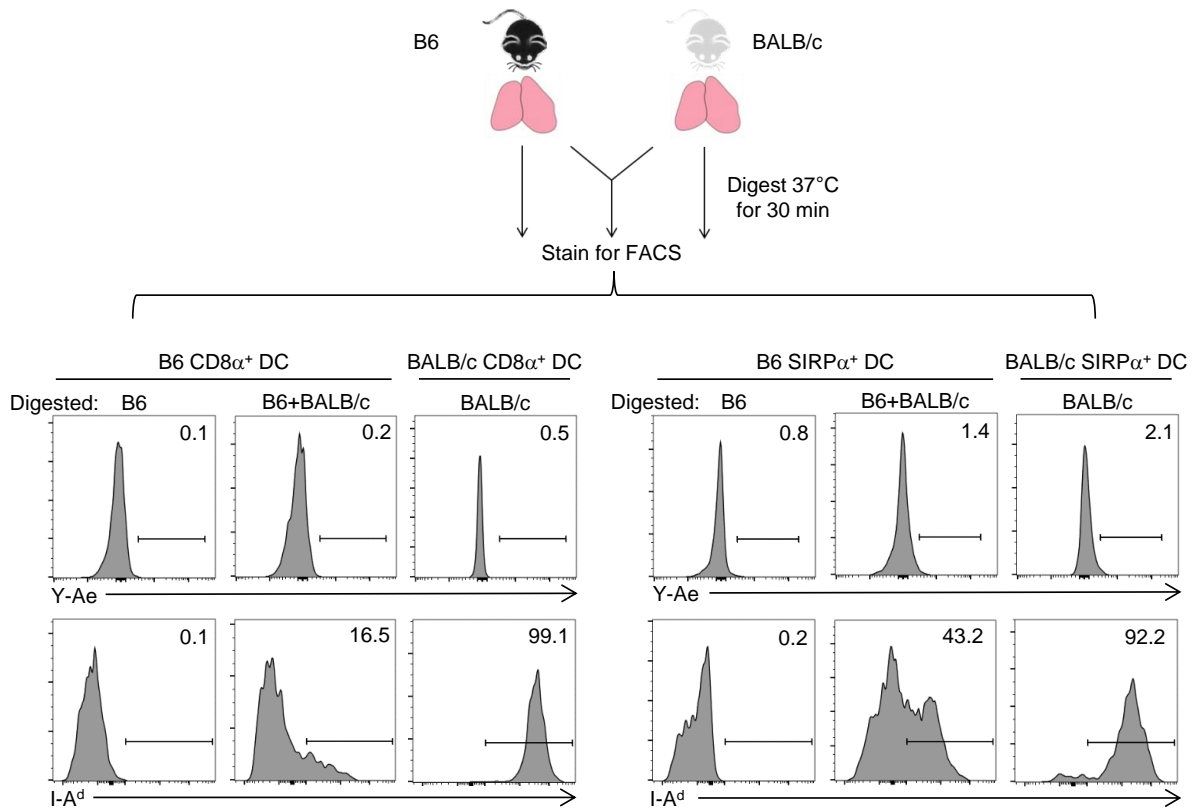 B6
BALB/c
Digest 37°C
for 30 min
Stain for FACS
B6 CD8α⁺ DC
BALB/c CD8α⁺ DC
B6 SIRPα⁺ DC
BALB/c SIRPα⁺ DC
Digested: B6
B6+BALB/c
BALB/c
Digested: B6
B6+BALB/c
BALB/c
0.1
0.2
0.5
0.8
1.4
2.1
Y-Ae
Y-Ae
0.1
16.5
99.1
0.2
43.2
92.2
I-Aᵈ
I-Aᵈ